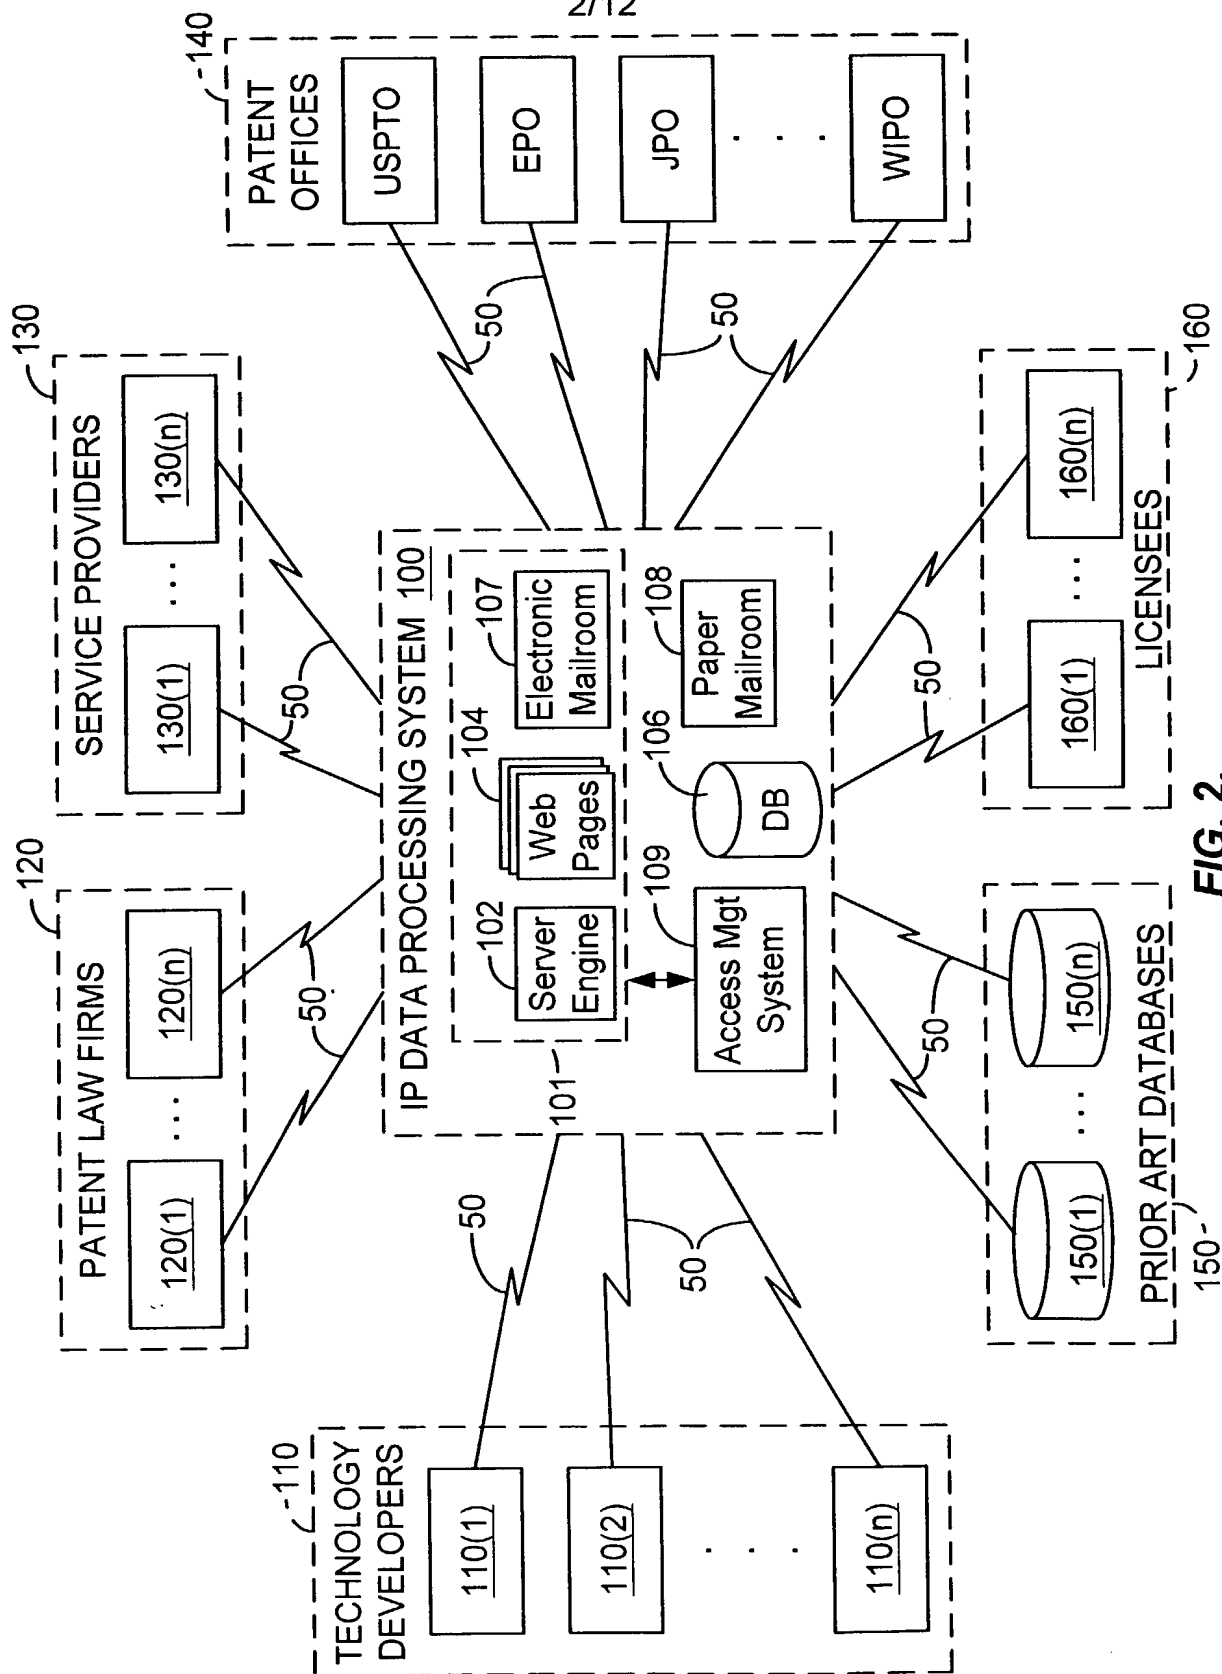 2/12
120
PATENT LAW FIRMS
120(1)
. . .
120(n)
50
130
SERVICE PROVIDERS
130(1)
. . .
130(n)
50
110
TECHNOLOGY
DEVELOPERS
110(1)
110(2)
. . .
110(n)
50
50
IP DATA PROCESSING SYSTEM 100
101
102
Server
Engine
104
Web
Pages
107
Electronic
Mailroom
109
Access Mgt
System
106
DB
108
Paper
Mailroom
140
PATENT
OFFICES
USPTO
EPO
JPO
. . .
WIPO
50
50
50
150(1)
. . .
150(n)
PRIOR ART DATABASES
150
50
160(1)
. . .
160(n)
LICENSEES
160
FIG. 2.